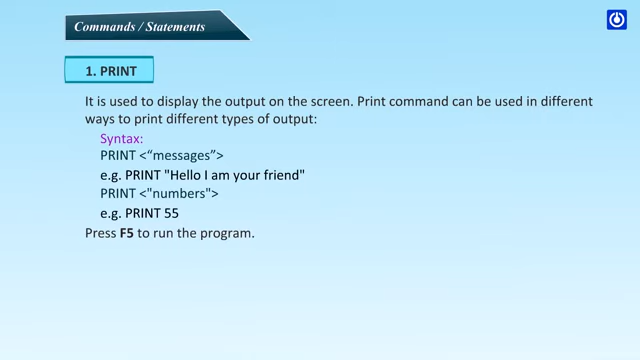 Commands / Statements
1. PRINT
It is used to display the output on the screen. Print command can be used in different
ways to print different types of output:
Syntax:
PRINT <“messages”>
e.g. PRINT "Hello I am your friend"
PRINT <"numbers">
e.g. PRINT 55
Press F5 to run the program.